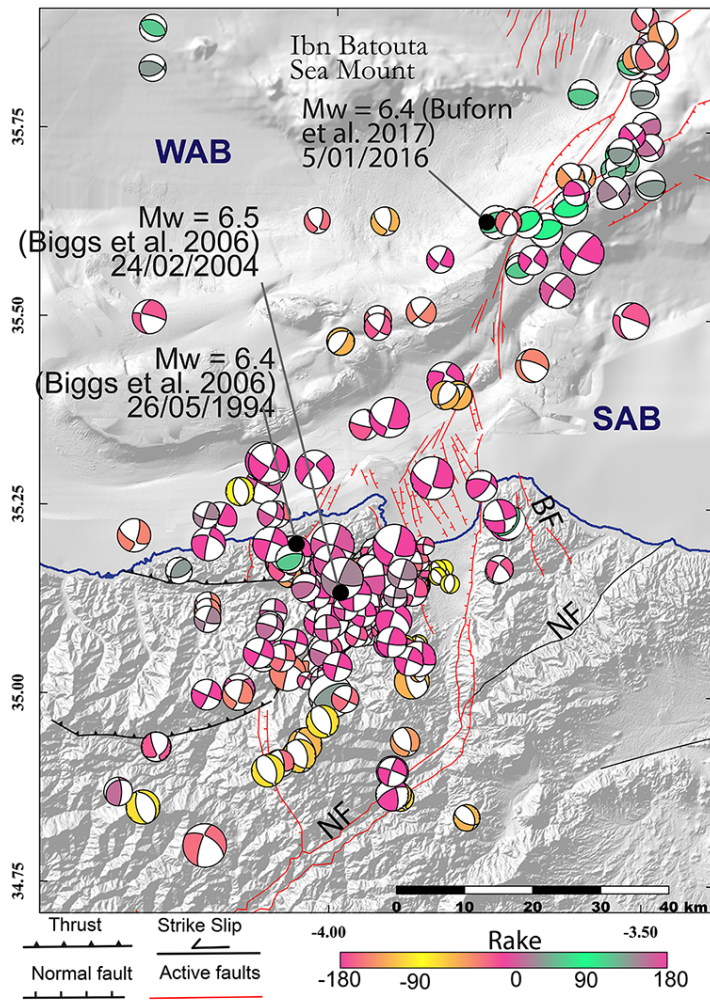 Ibn Batouta
Sea Mount
Mw = 6.4 (Buforn
et al. 2017)
5/01/2016
WAB
Mw = 6.5
(Biggs et al. 2006)
24/02/2004
Mw = 6.4
(Biggs et al. 2006)
26/05/1994
SAB
BF
NF
NF
35.75
35.50
35.25
35.00
34.75
0 10 20 30 40 km
-4.00 -3.50
Thrust
Strike Slip
Normal fault
Active faults
Rake
-180 -90 0 90 180